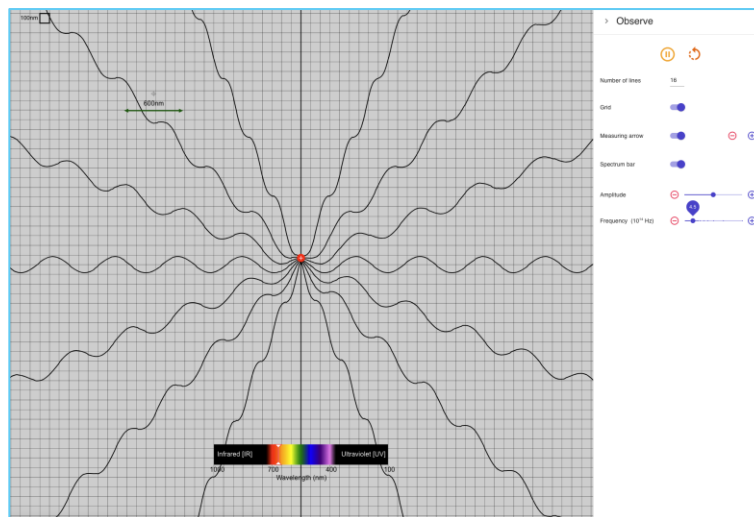 100nm
600nm
Infrared [IR]
Ultraviolet [UV]
1000
700
400
100
Wavelength (nm)
> Observe
Number of lines
16
Grid
Measuring arrow
Spectrum bar
Amplitude
4.5
Frequency (10¹⁴ Hz)